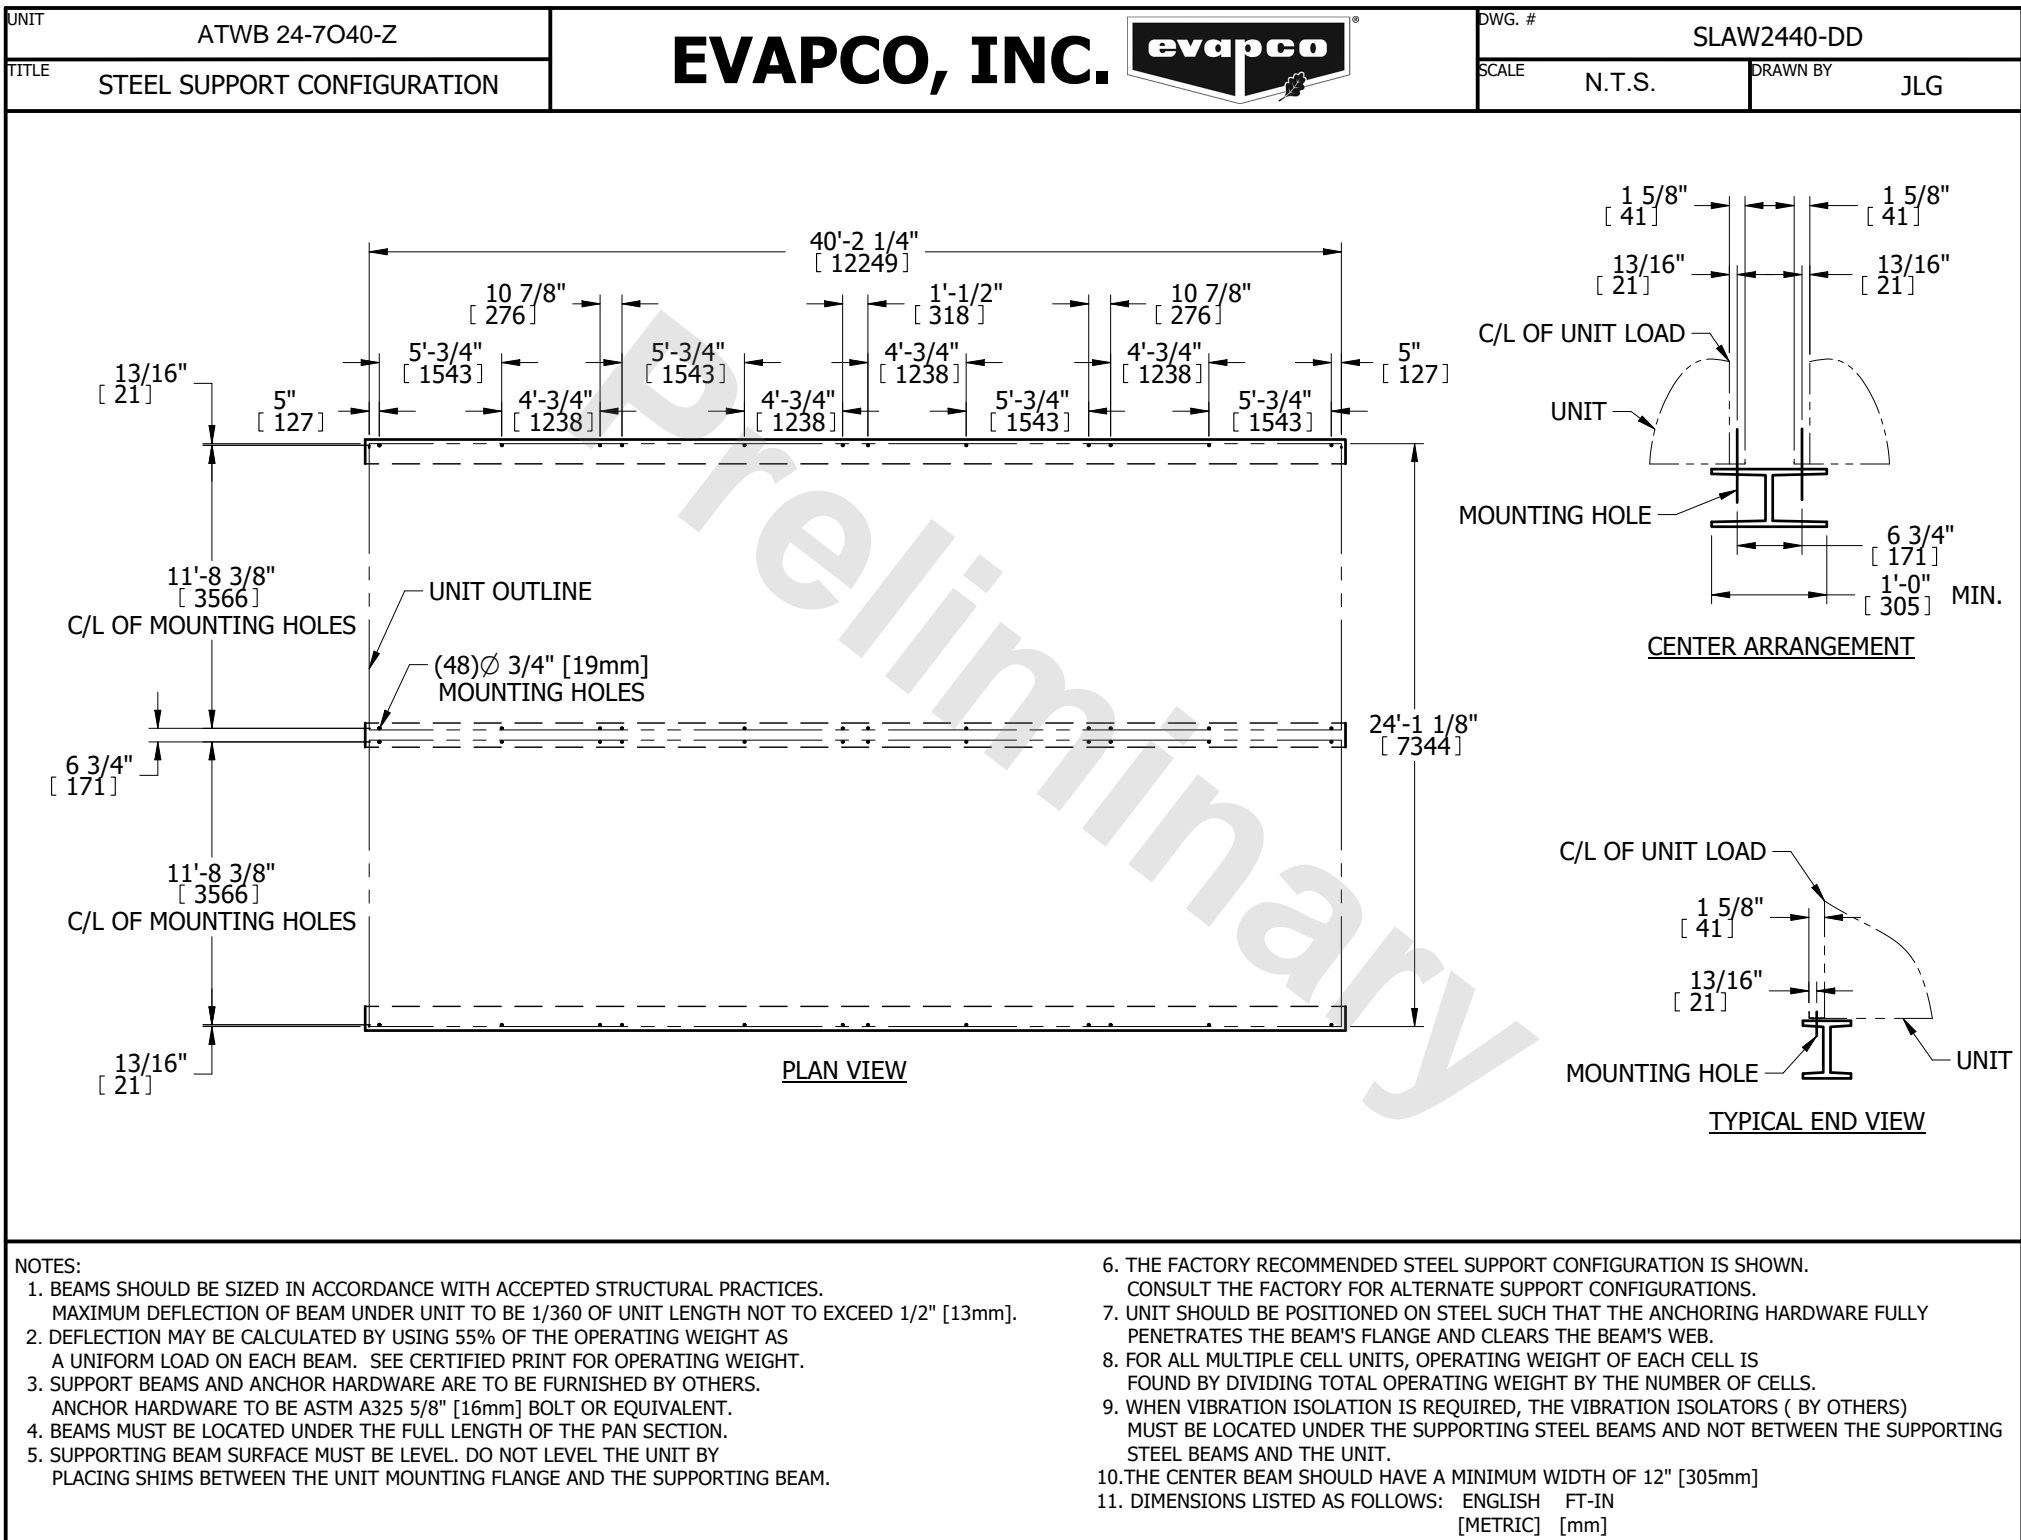 UNIT
ATWB 24-7O40-Z
TITLE
STEEL SUPPORT CONFIGURATION
EVAPCO, INC.
evapco
®
DWG. #
SLAW2440-DD
SCALE
N.T.S.
DRAWN BY
JLG
40'-2 1/4"
[ 12249]
10 7/8"
[ 276]
1'-1/2"
[ 318 ]
10 7/8"
[ 276]
5'-3/4"
[ 1543]
5'-3/4"
[ 1543]
4'-3/4"
[ 1238]
4'-3/4"
[ 1238]
5"
[ 127]
13/16"
[ 21]
5"
[ 127]
4'-3/4"
[ 1238]
4'-3/4"
[ 1238]
5'-3/4"
[ 1543]
5'-3/4"
[ 1543]
11'-8 3/8"
[ 3566]
C/L OF MOUNTING HOLES
UNIT OUTLINE
(48)Ø 3/4" [19mm]
MOUNTING HOLES
6 3/4"
[ 171]
24'-1 1/8"
[ 7344]
11'-8 3/8"
[ 3566]
C/L OF MOUNTING HOLES
13/16"
[ 21]
PLAN VIEW
Preliminary
1 5/8"
[ 41]
1 5/8"
[ 41]
13/16"
[ 21]
13/16"
[ 21]
C/L OF UNIT LOAD
UNIT
MOUNTING HOLE
6 3/4"
[ 171]
1'-0"
[ 305] MIN.
CENTER ARRANGEMENT
C/L OF UNIT LOAD
1 5/8"
[ 41]
13/16"
[ 21]
MOUNTING HOLE
UNIT
TYPICAL END VIEW
NOTES:
1. BEAMS SHOULD BE SIZED IN ACCORDANCE WITH ACCEPTED STRUCTURAL PRACTICES.
MAXIMUM DEFLECTION OF BEAM UNDER UNIT TO BE 1/360 OF UNIT LENGTH NOT TO EXCEED 1/2" [13mm].
2. DEFLECTION MAY BE CALCULATED BY USING 55% OF THE OPERATING WEIGHT AS
A UNIFORM LOAD ON EACH BEAM. SEE CERTIFIED PRINT FOR OPERATING WEIGHT.
3. SUPPORT BEAMS AND ANCHOR HARDWARE ARE TO BE FURNISHED BY OTHERS.
ANCHOR HARDWARE TO BE ASTM A325 5/8" [16mm] BOLT OR EQUIVALENT.
4. BEAMS MUST BE LOCATED UNDER THE FULL LENGTH OF THE PAN SECTION.
5. SUPPORTING BEAM SURFACE MUST BE LEVEL. DO NOT LEVEL THE UNIT BY
PLACING SHIMS BETWEEN THE UNIT MOUNTING FLANGE AND THE SUPPORTING BEAM.
6. THE FACTORY RECOMMENDED STEEL SUPPORT CONFIGURATION IS SHOWN.
CONSULT THE FACTORY FOR ALTERNATE SUPPORT CONFIGURATIONS.
7. UNIT SHOULD BE POSITIONED ON STEEL SUCH THAT THE ANCHORING HARDWARE FULLY
PENETRATES THE BEAM'S FLANGE AND CLEARS THE BEAM'S WEB.
8. FOR ALL MULTIPLE CELL UNITS, OPERATING WEIGHT OF EACH CELL IS
FOUND BY DIVIDING TOTAL OPERATING WEIGHT BY THE NUMBER OF CELLS.
9. WHEN VIBRATION ISOLATION IS REQUIRED, THE VIBRATION ISOLATORS ( BY OTHERS)
MUST BE LOCATED UNDER THE SUPPORTING STEEL BEAMS AND NOT BETWEEN THE SUPPORTING
STEEL BEAMS AND THE UNIT.
10.THE CENTER BEAM SHOULD HAVE A MINIMUM WIDTH OF 12" [305mm]
11. DIMENSIONS LISTED AS FOLLOWS: ENGLISH FT-IN
[METRIC] [mm]